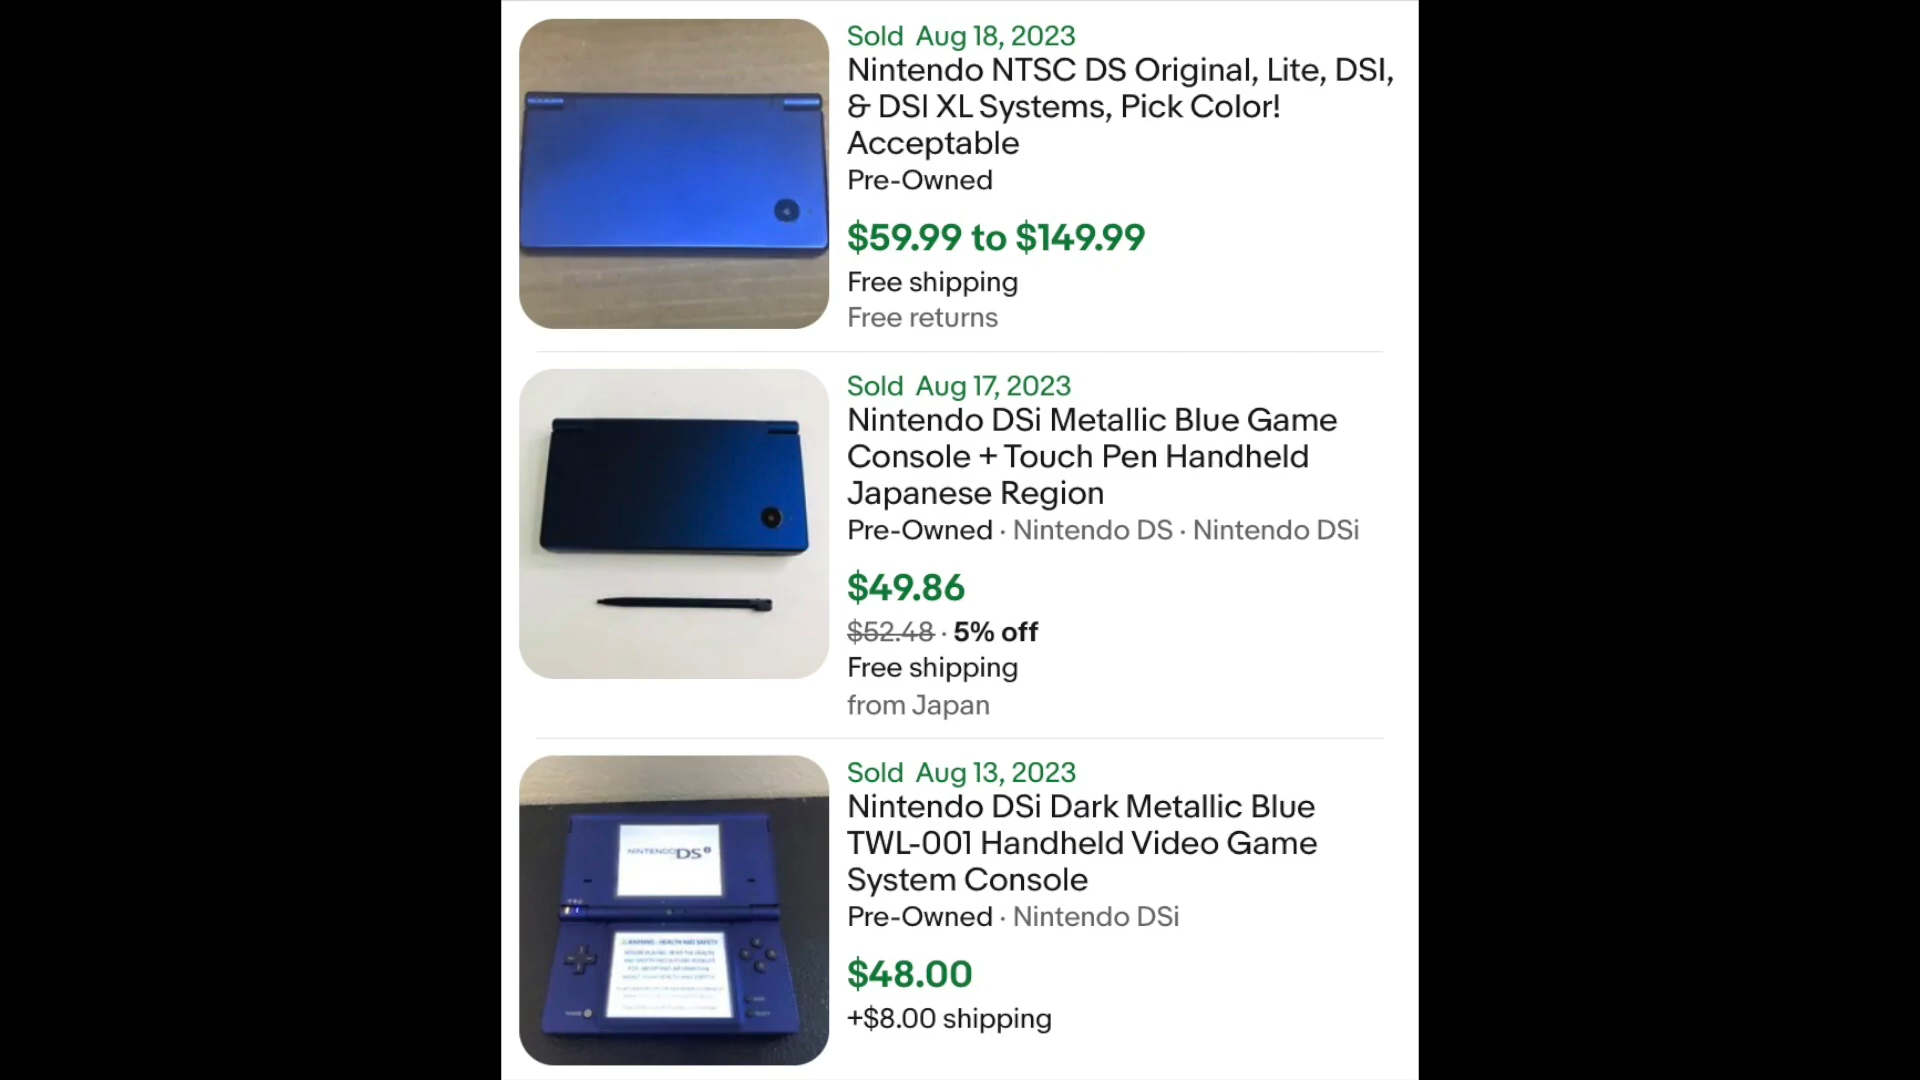 Sold Aug 18, 2023
Nintendo NTSC DS Original, Lite, DSI,
& DSI XL Systems, Pick Color!
Acceptable
Pre-Owned
$59.99 to $149.99
Free shipping
Free returns
Sold Aug 17, 2023
Nintendo DSi Metallic Blue Game
Console + Touch Pen Handheld
Japanese Region
Pre-Owned · Nintendo DS · Nintendo DSi
$49.86
$52.48 · 5% off
Free shipping
from Japan
Sold Aug 13, 2023
Nintendo DSi Dark Metallic Blue
TWL-001 Handheld Video Game
System Console
Pre-Owned · Nintendo DSi
$48.00
+$8.00 shipping
NINTENDO DSi
WARNING - HEALTH AND SAFETY